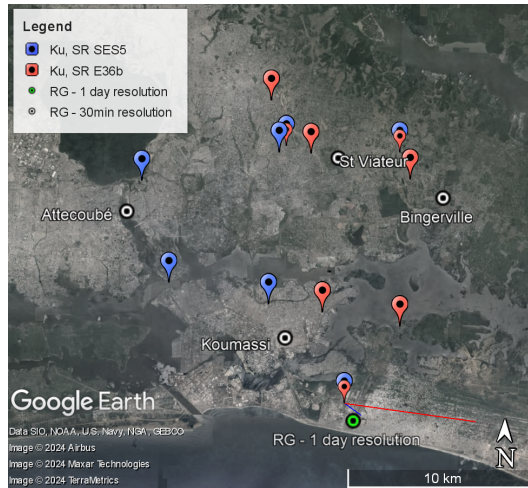 Legend
Ku, SR SES5
Ku, SR E36b
RG - 1 day resolution
RG - 30min resolution
St Viateur
Attecoubé
Bingerville
Koumassi
Google Earth
RG - 1 day resolution
Data SIO, NOAA, U.S. Navy, NGA, GEBCO
Image © 2024 Airbus
Image © 2024 Maxar Technologies
Image © 2024 TerraMetrics
N
10 km